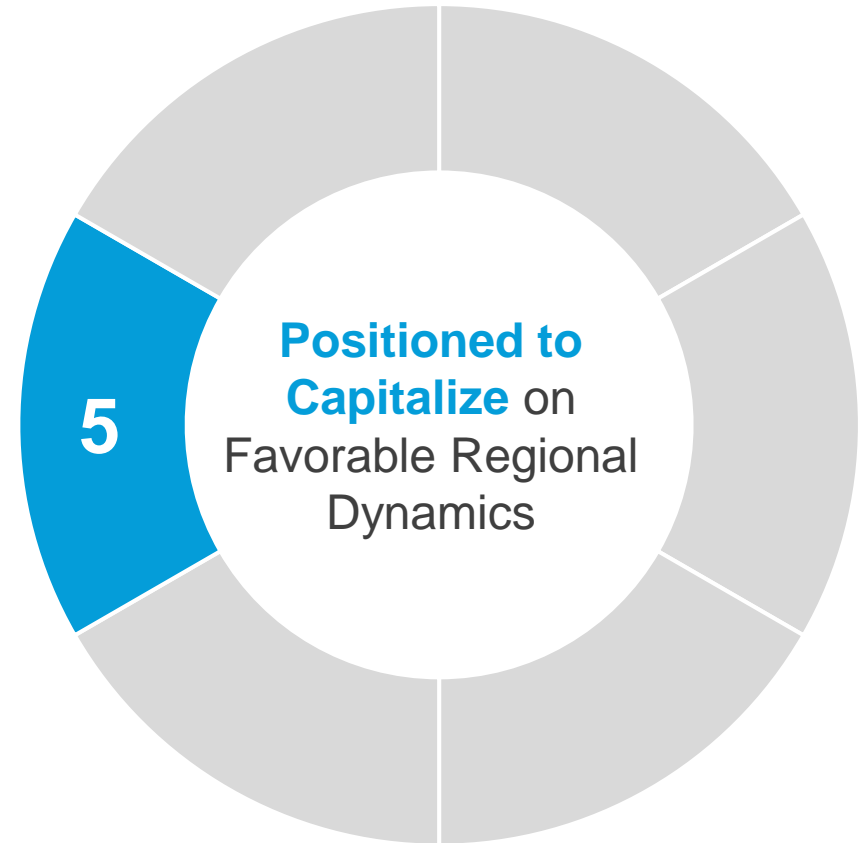 5
Positioned to
Capitalize on
Favorable Regional
Dynamics